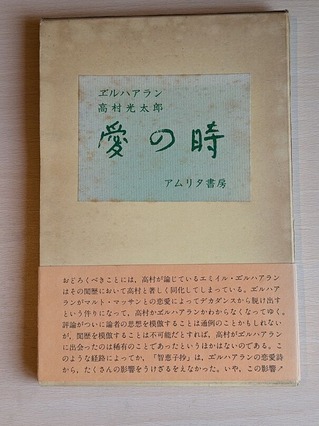 ヱルハアラン
高村光太郎
愛の時
アムリタ書房
おどろくべきことには、高村が論じているエミイル・ヱルハアラン
はその閲歴において高村と著しく同化してしまっている。ヱルハア
ランがマルト・マッサンとの恋愛によってデカダンスから脱け出す
という件りになって、高村がヱルハアランかわからなくなってゆく。
評論がついに論者の思想を模倣することは通例のことかもしれない
が、閲歴を模倣することは不可能だとすれば、高村がヱルハアラン
に出会ったのは稀有のことであったというほかはないのである。こ
のような経路によってか、「智恵子抄」は、ヱルハアランの恋愛詩
から、たくさんの影響をうけざるをえなかった。いや、この影響！